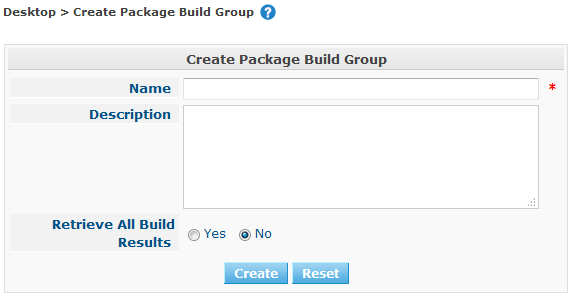 Desktop > Create Package Build Group ?
Create Package Build Group
Name *
Description
Retrieve All Build
Results
Yes No
Create Reset